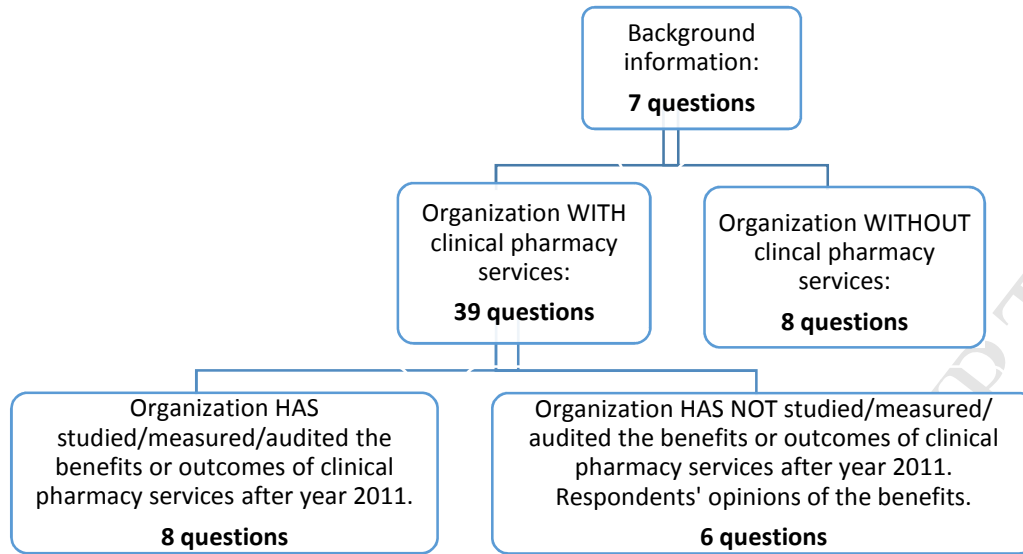 Background
information:
7 questions
Organization WITH
clinical pharmacy
services:
39 questions
Organization WITHOUT
clincal pharmacy
services:
8 questions
Organization HAS
studied/measured/audited the
benefits or outcomes of clinical
pharmacy services after year 2011.
8 questions
Organization HAS NOT studied/measured/
audited the benefits or outcomes of clinical
pharmacy services after year 2011.
Respondents' opinions of the benefits.
6 questions